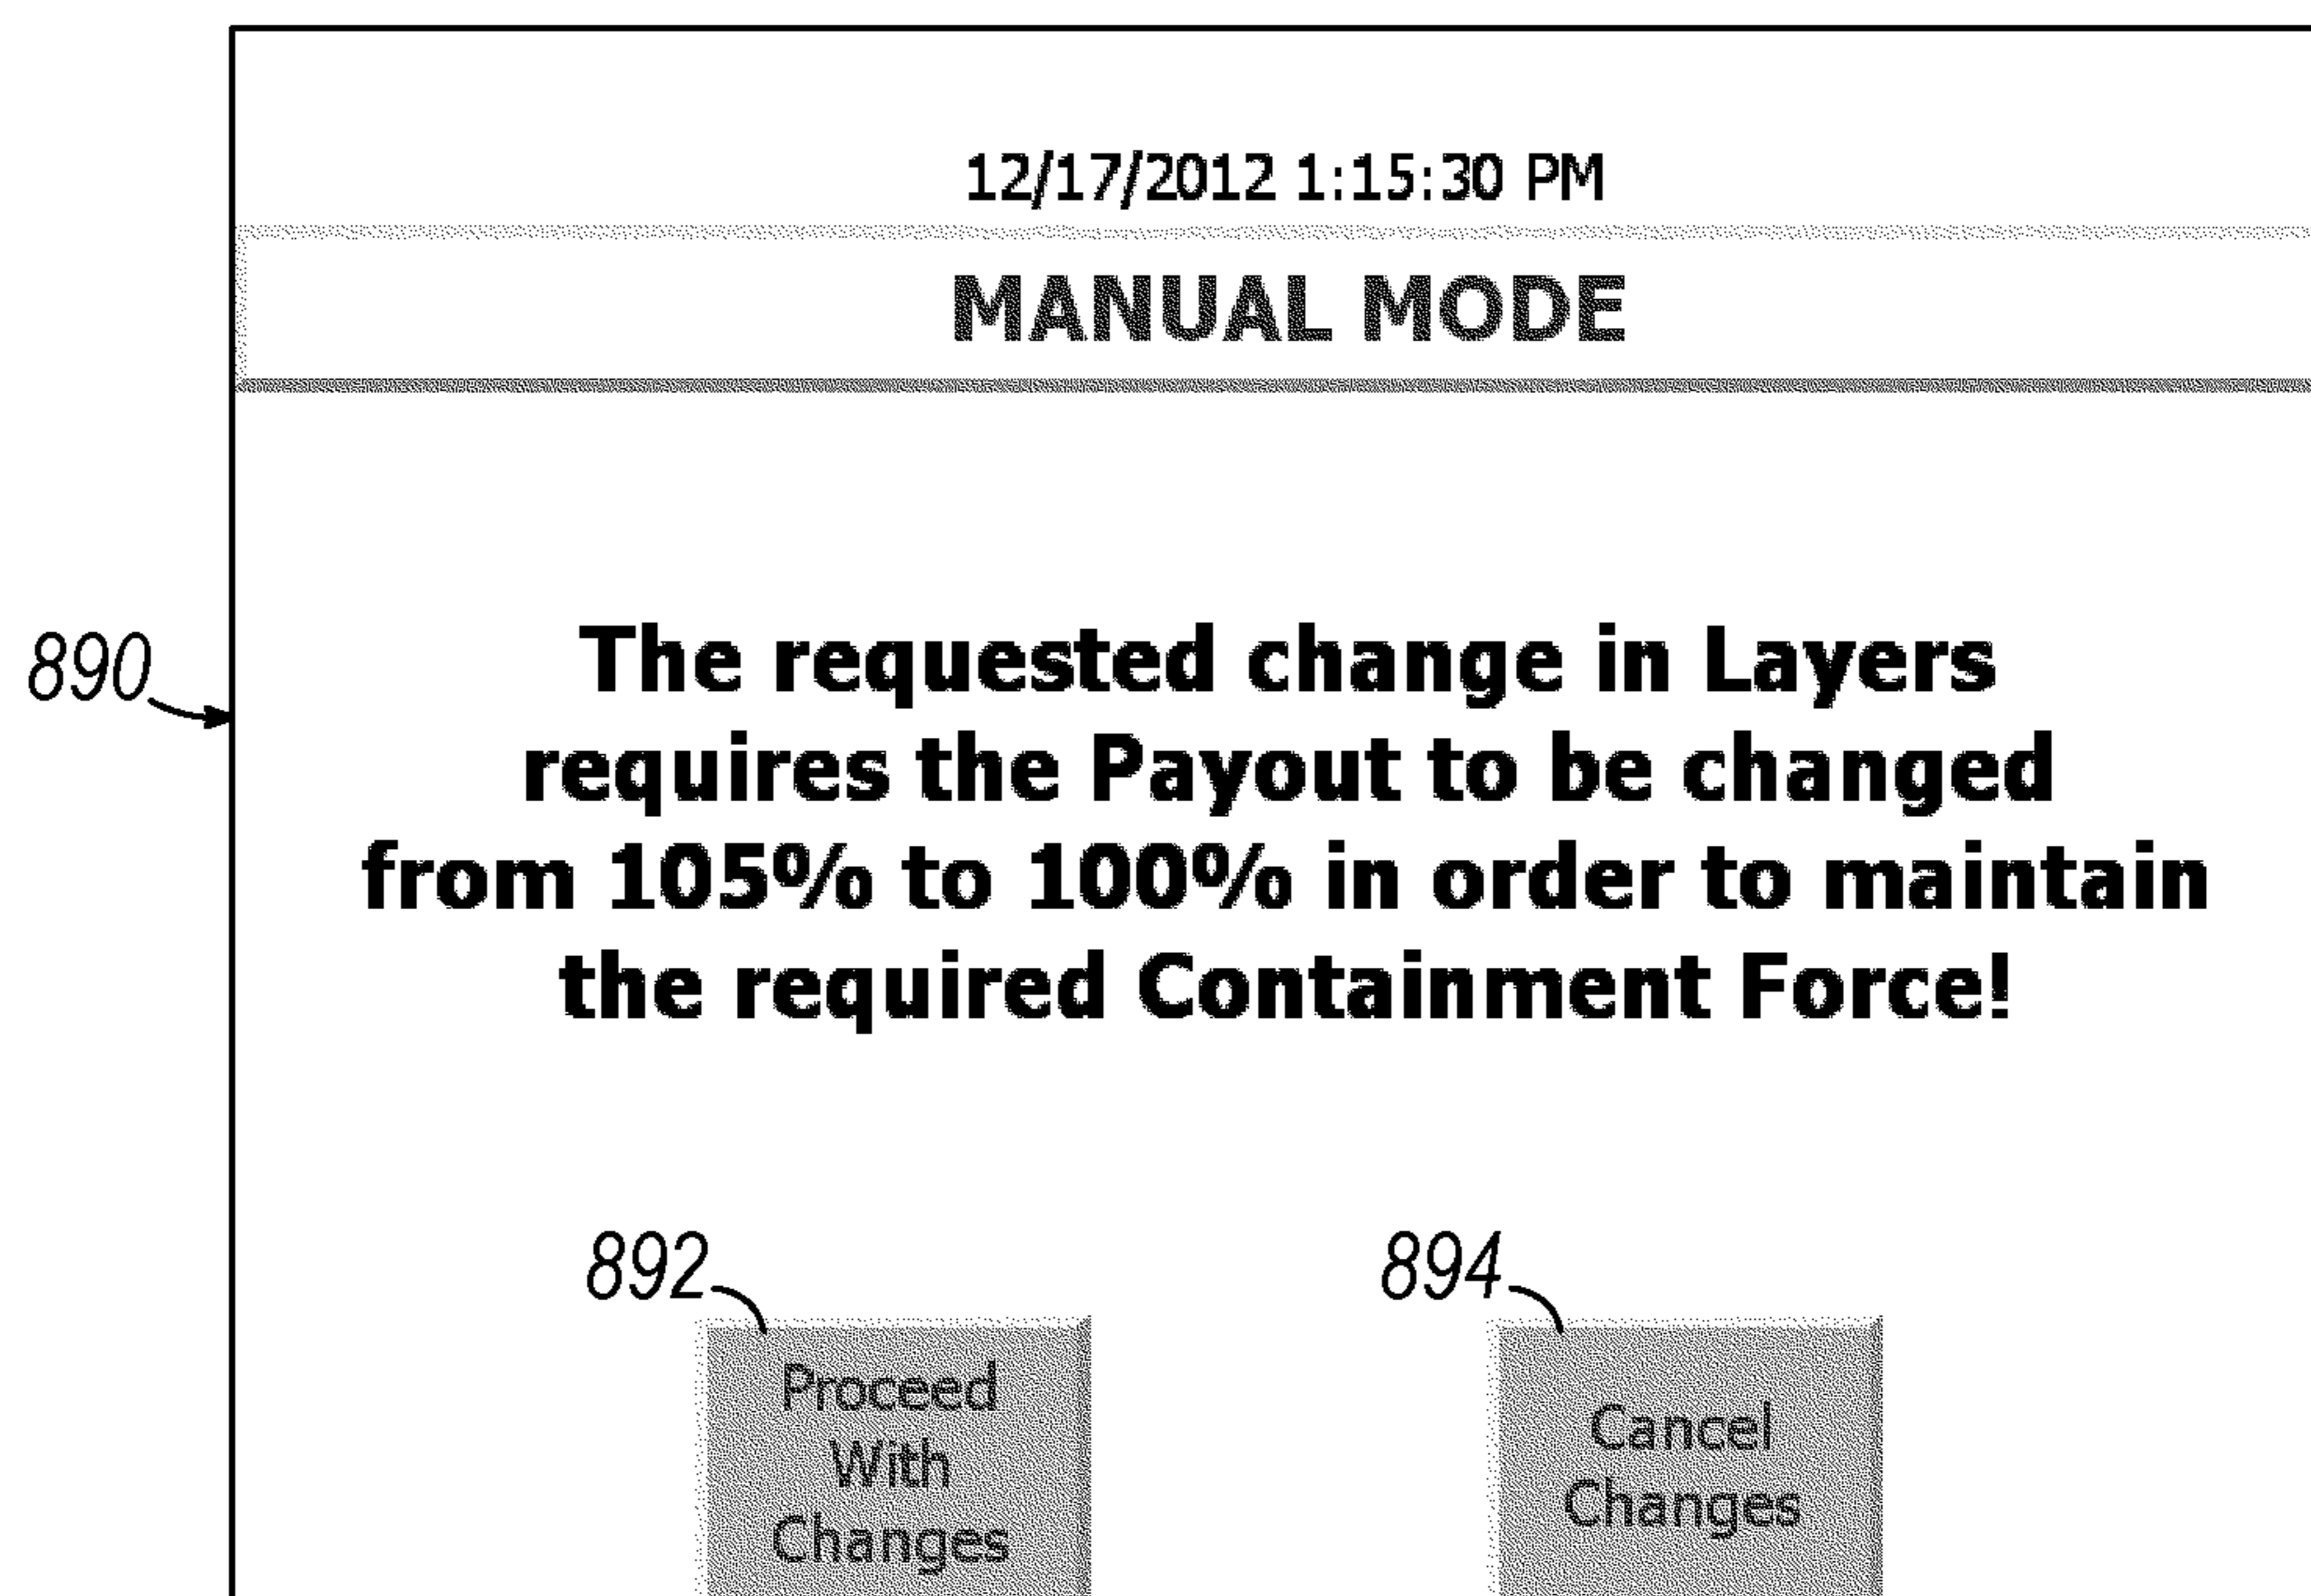 12/17/2012 1:15:30 PM
MANUAL MODE
890
The requested change in Layers
requires the Payout to be changed
from 105% to 100% in order to maintain
the required Containment Force!
892
894
Proceed
With
Changes
Cancel
Changes